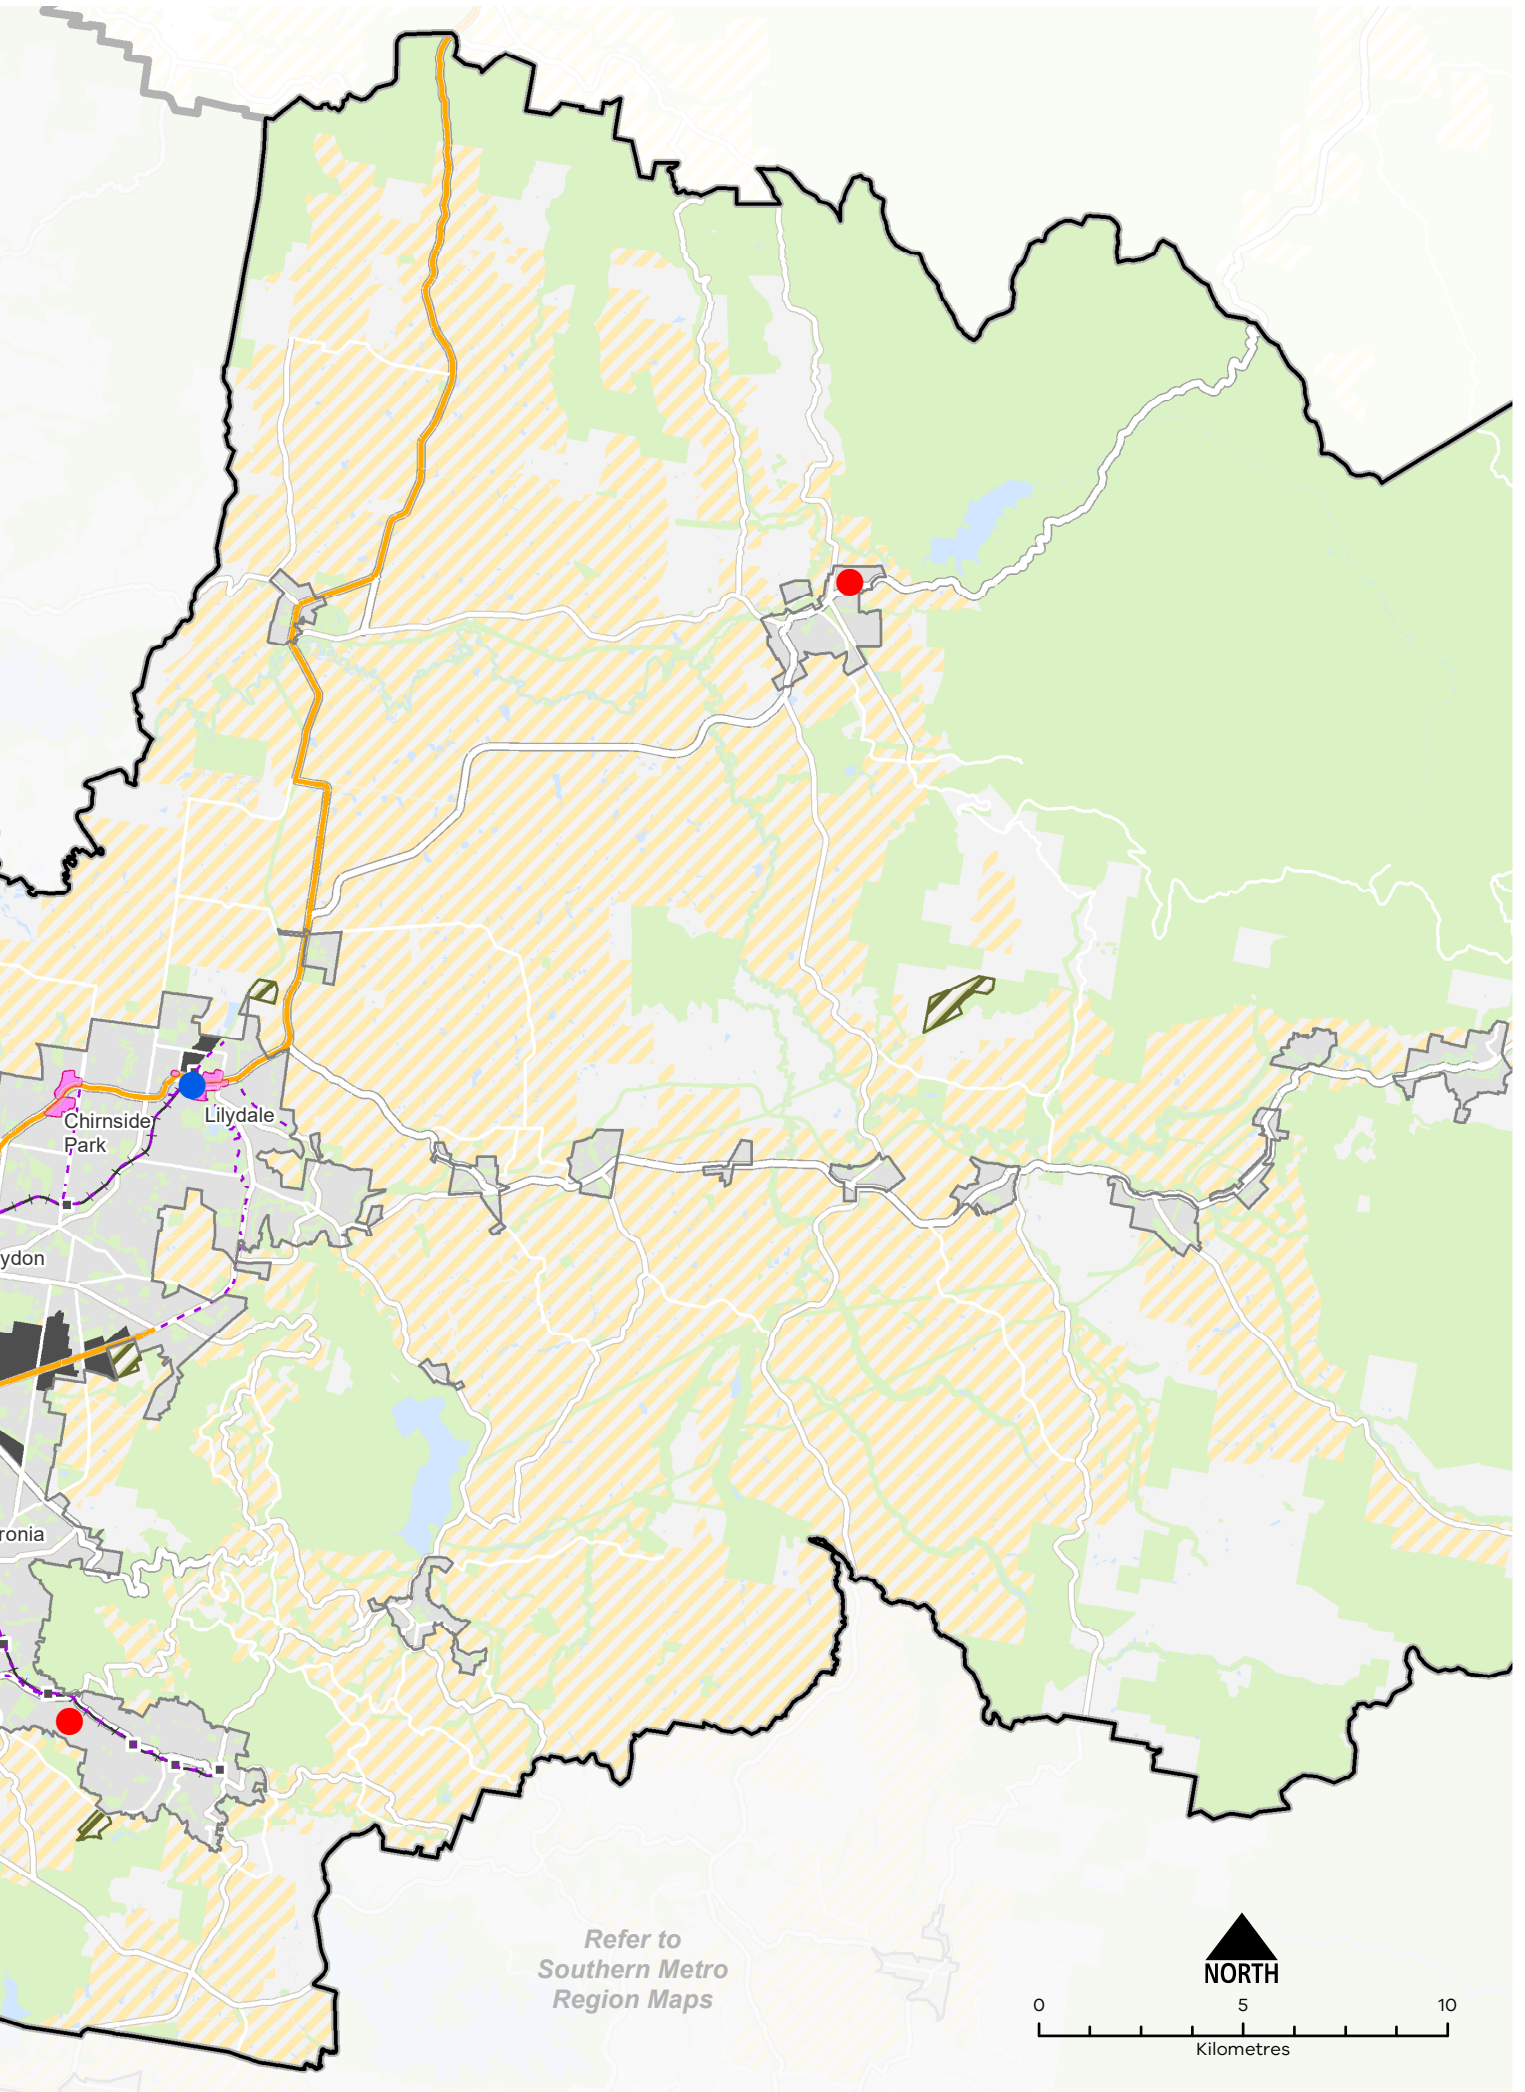 Chirnside
Park
Lilydale
ydon
ronia
Refer to
Southern Metro
Region Maps
NORTH
0 5 10
Kilometres